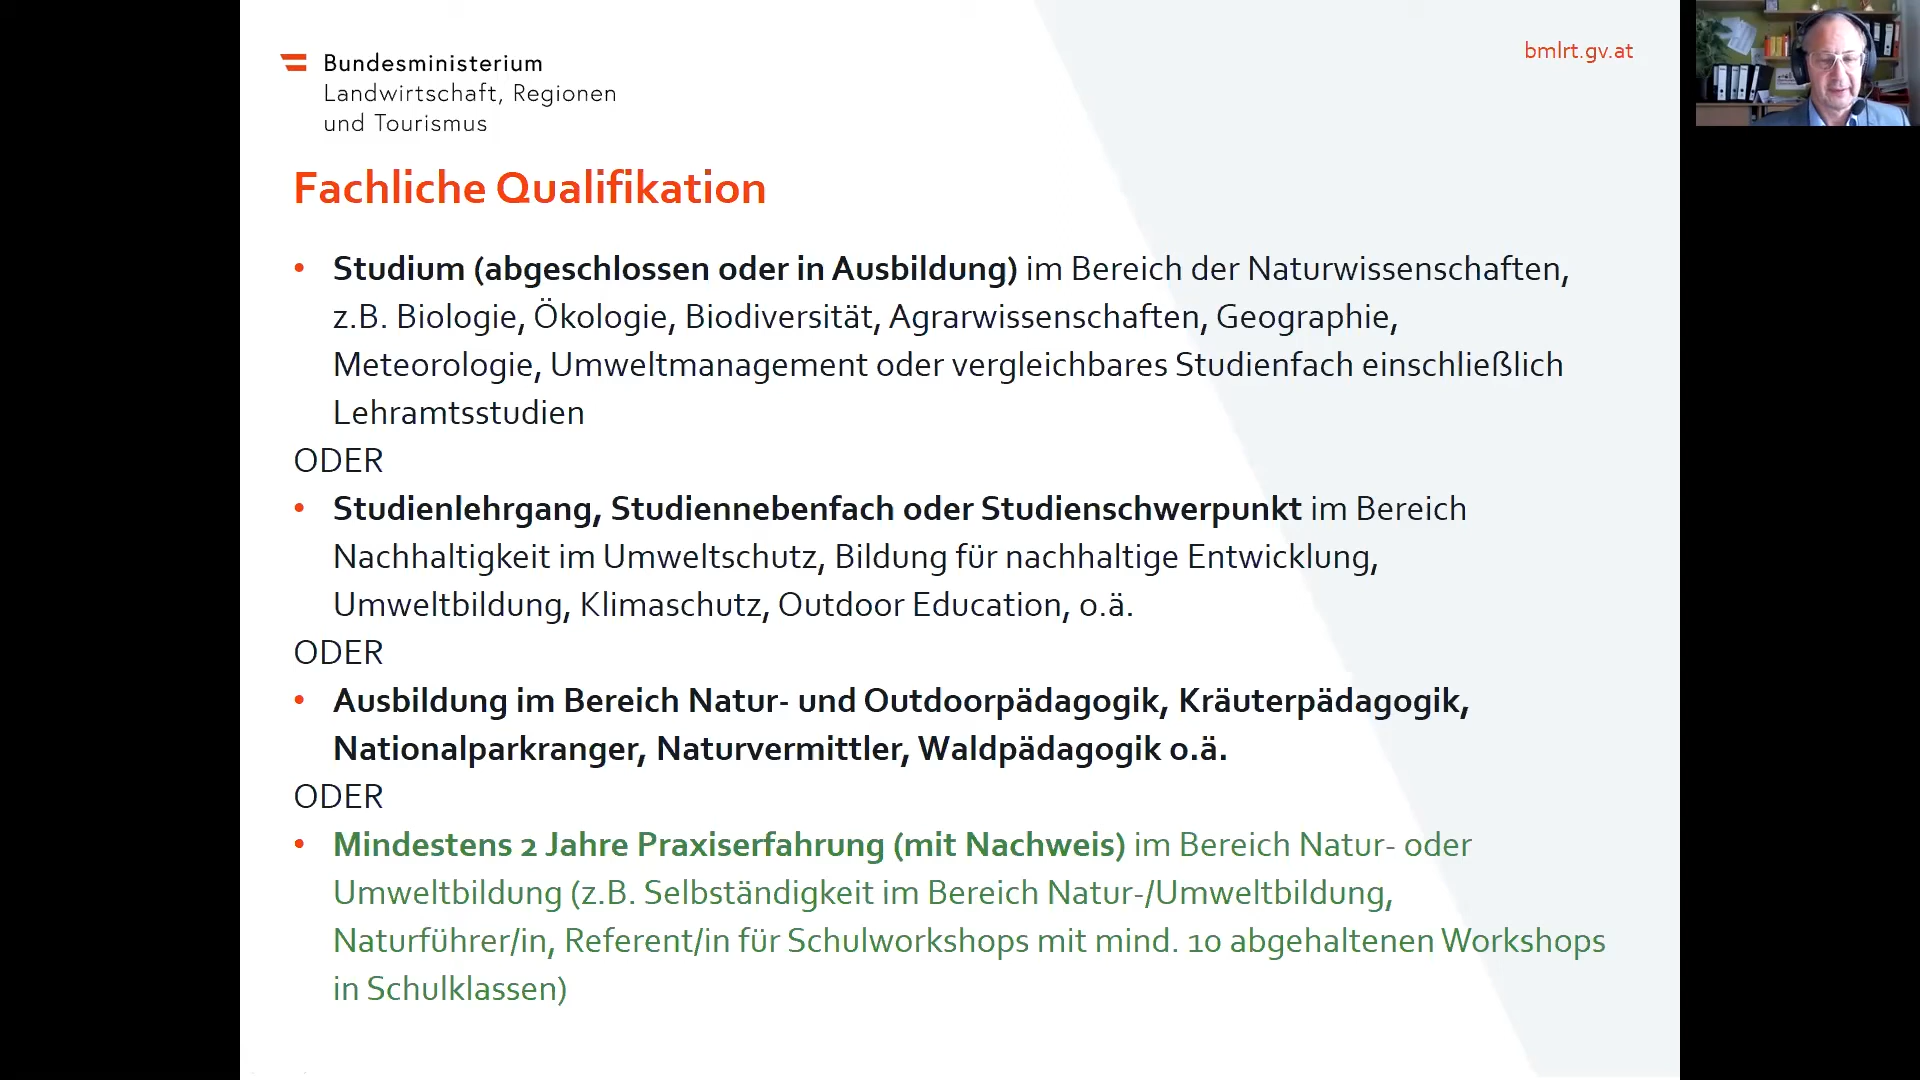 Bundesministerium
Landwirtschaft, Regionen
und Tourismus
bmlrt.gv.at
Fachliche Qualifikation
• Studium (abgeschlossen oder in Ausbildung) im Bereich der Naturwissenschaften,
z.B. Biologie, Ökologie, Biodiversität, Agrarwissenschaften, Geographie,
Meteorologie, Umweltmanagement oder vergleichbares Studienfach einschließlich
Lehramtsstudien
ODER
• Studienlehrgang, Studiennebenfach oder Studienschwerpunkt im Bereich
Nachhaltigkeit im Umweltschutz, Bildung für nachhaltige Entwicklung,
Umweltbildung, Klimaschutz, Outdoor Education, o.ä.
ODER
• Ausbildung im Bereich Natur- und Outdoorpädagogik, Kräuterpädagogik,
Nationalparkranger, Naturvermittler, Waldpädagogik o.ä.
ODER
• Mindestens 2 Jahre Praxiserfahrung (mit Nachweis) im Bereich Natur- oder
Umweltbildung (z.B. Selbständigkeit im Bereich Natur-/Umweltbildung,
Naturführer/in, Referent/in für Schulworkshops mit mind. 10 abgehaltenen Workshops
in Schulklassen)